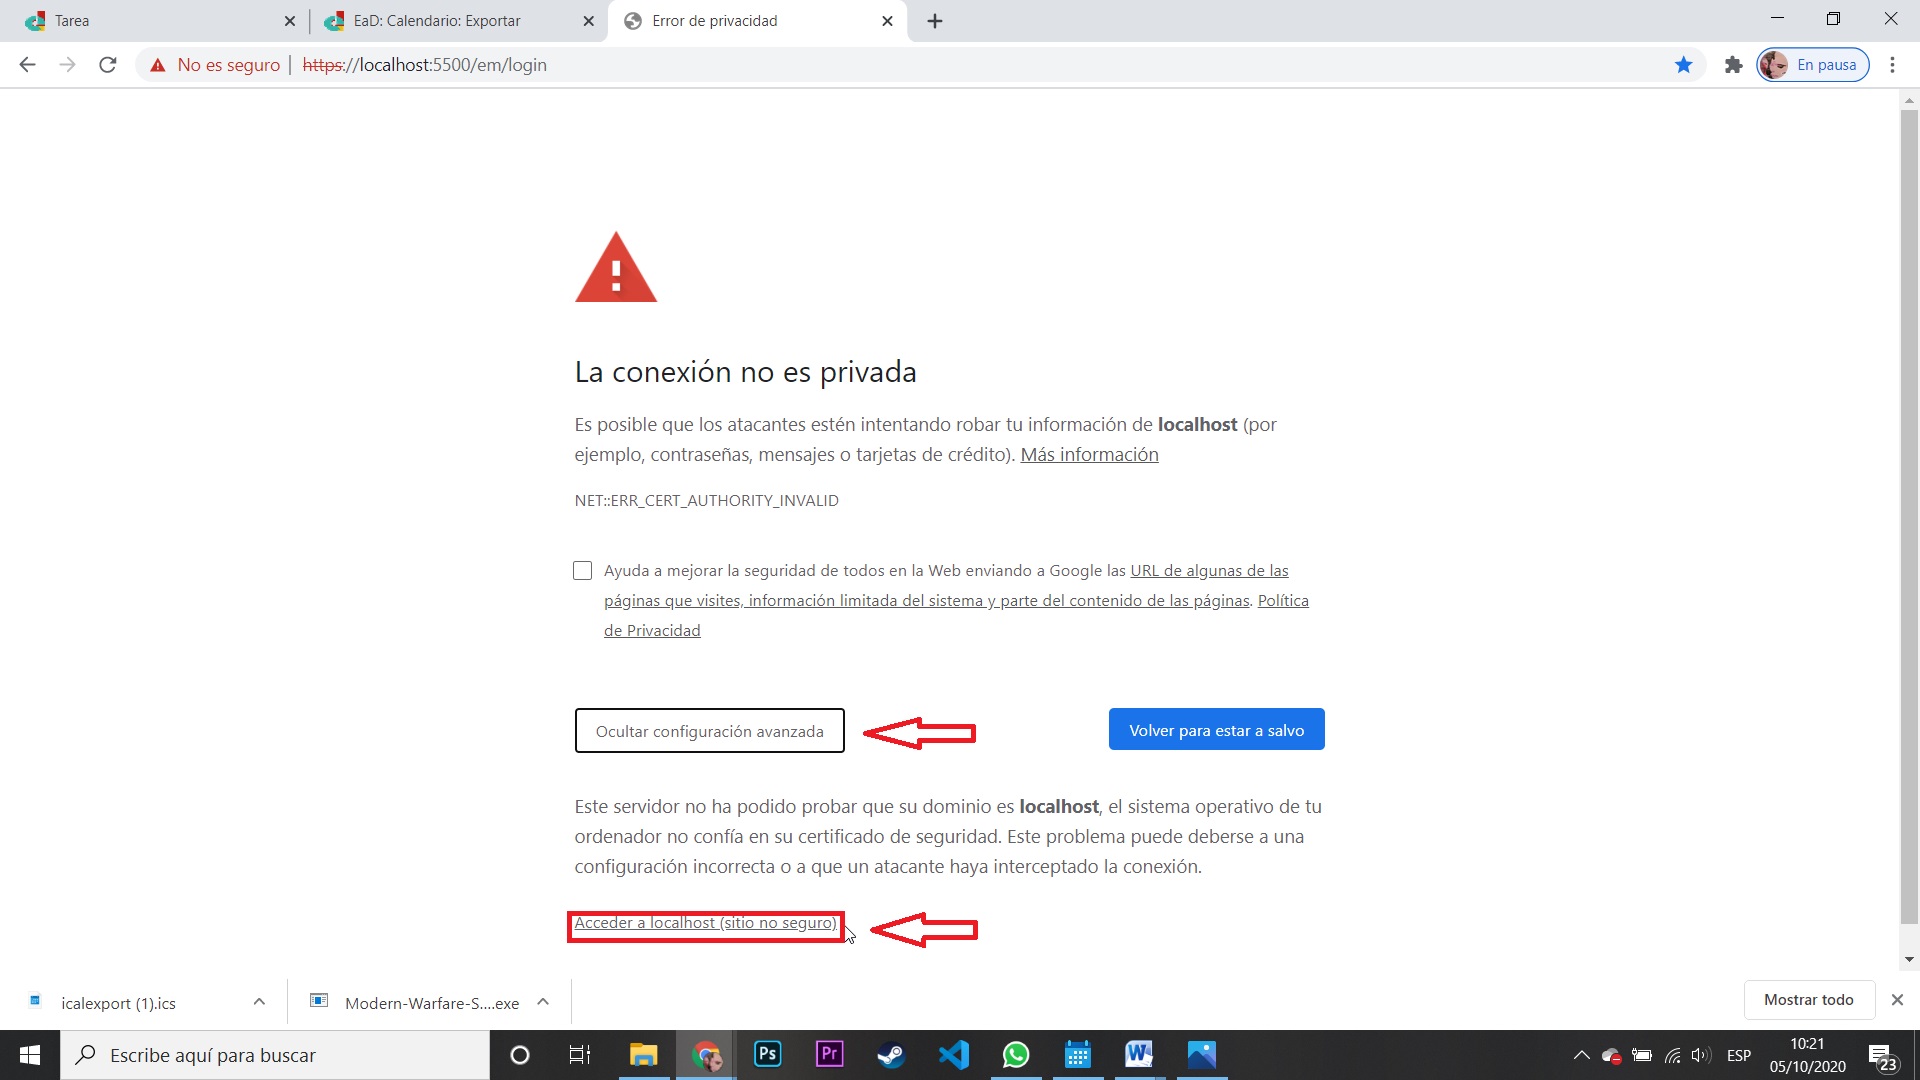 Tarea
EaD: Calendario: Exportar
Error de privacidad
No es seguro
https://localhost:5500/em/login
En pausa
La conexión no es privada
Es posible que los atacantes estén intentando robar tu información de localhost (por
ejemplo, contraseñas, mensajes o tarjetas de crédito). Más información
NET::ERR_CERT_AUTHORITY_INVALID
Ayuda a mejorar la seguridad de todos en la Web enviando a Google las URL de algunas de las
páginas que visites, información limitada del sistema y parte del contenido de las páginas. Política
de Privacidad
Ocultar configuración avanzada
Volver para estar a salvo
Este servidor no ha podido probar que su dominio es localhost, el sistema operativo de tu
ordenador no confía en su certificado de seguridad. Este problema puede deberse a una
configuración incorrecta o a que un atacante haya interceptado la conexión.
Acceder a localhost (sitio no seguro)
icalexport (1).ics
Modern-Warfare-S....exe
Mostrar todo
Escribe aquí para buscar
Ps
Pr
W
ESP
10:21
05/10/2020
23